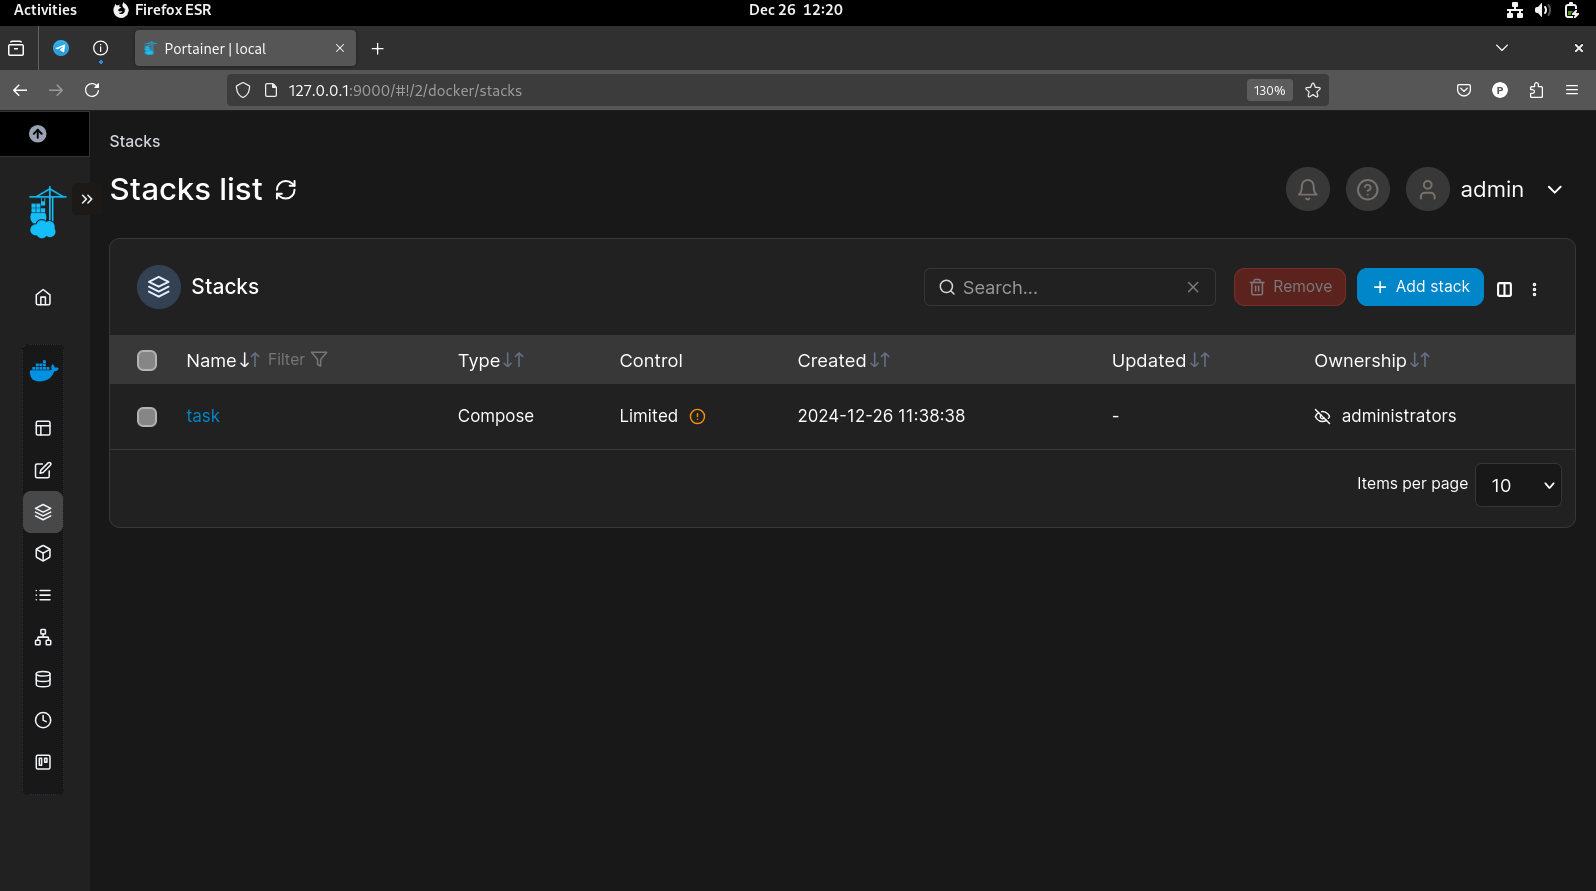 Activities Firefox ESR Dec 26 12:20
Portainer | local
127.0.0.1:9000/#!/2/docker/stacks 130%
Stacks
Stacks list admin
Stacks Search... Remove Add stack
Name Filter Type Control Created Updated Ownership
task Compose Limited 2024-12-26 11:38:38 - administrators
Items per page 10